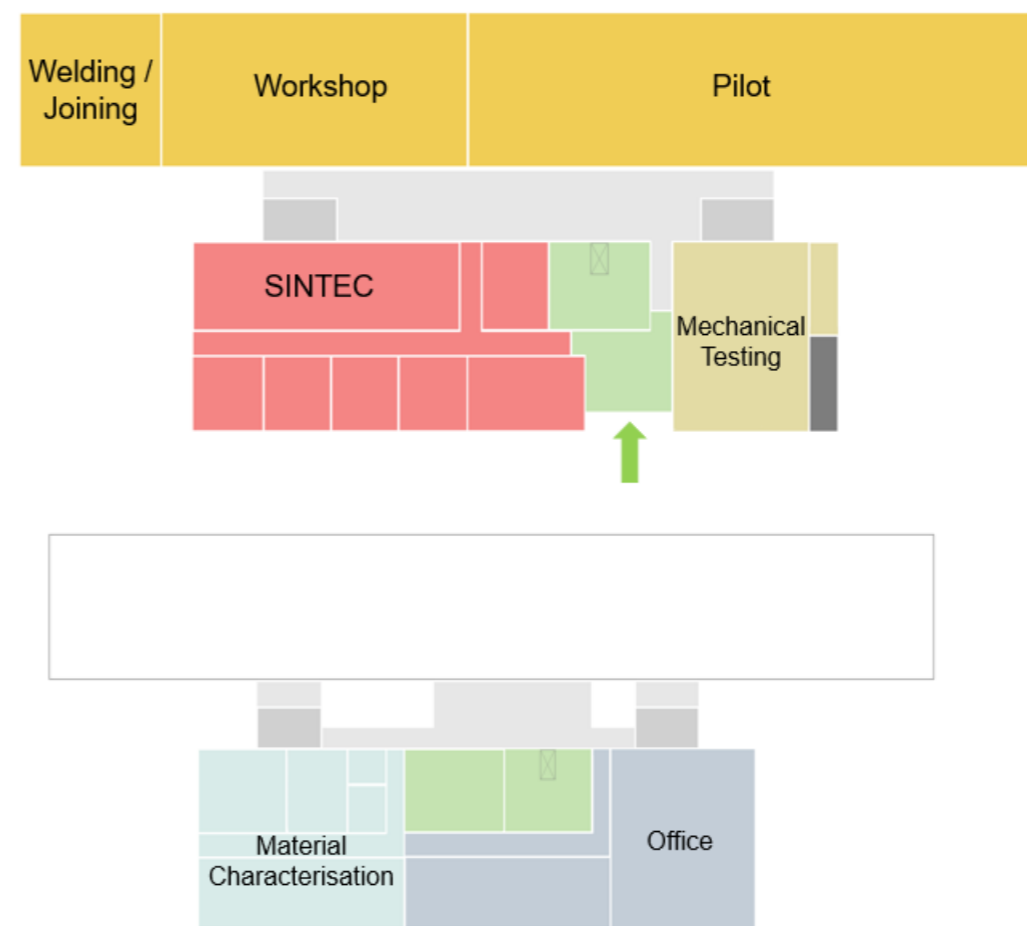 Welding /
Joining
Workshop
Pilot
SINTEC
Mechanical
Testing
Material
Characterisation
Office